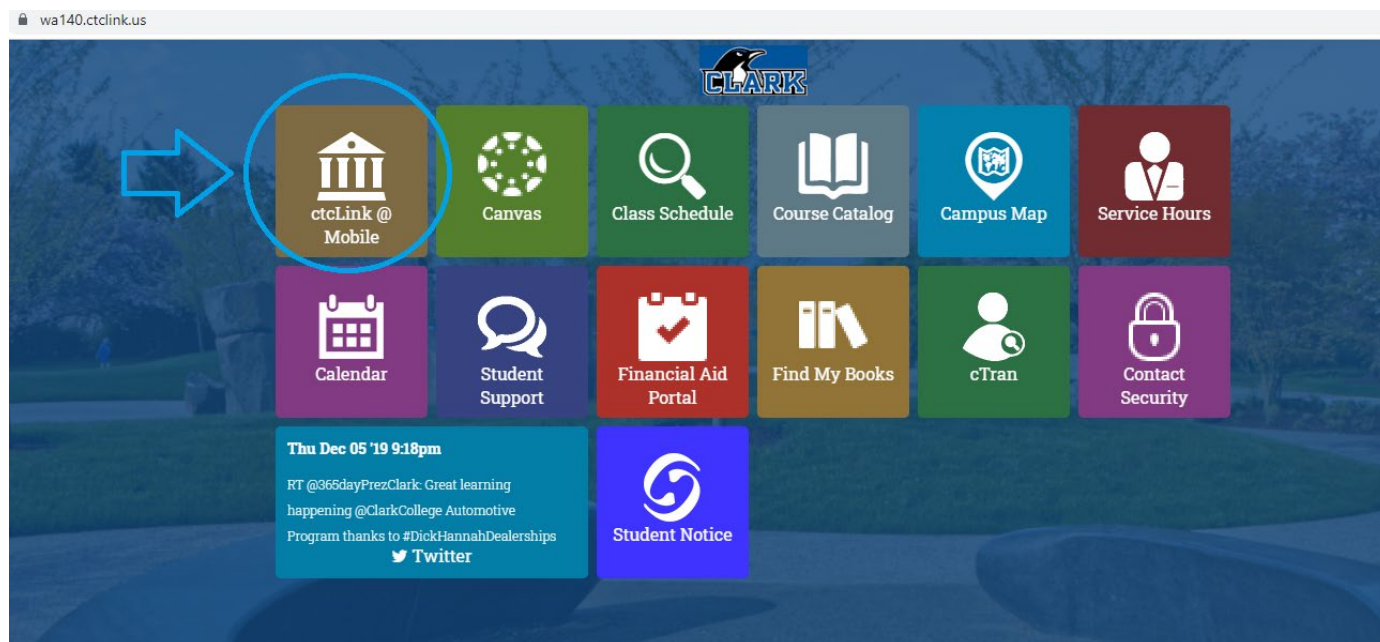 wa140.ctclink.us
CLARK
ctcLink @
Mobile
Canvas
Class Schedule
Course Catalog
Campus Map
Service Hours
Calendar
Student
Support
Financial Aid
Portal
Find My Books
cTran
Contact
Security
Thu Dec 05 '19 9:18pm
RT @365dayPrezClark: Great learning
happening @ClarkCollege Automotive
Program thanks to #DickHannahDealerships
Twitter
Student Notice